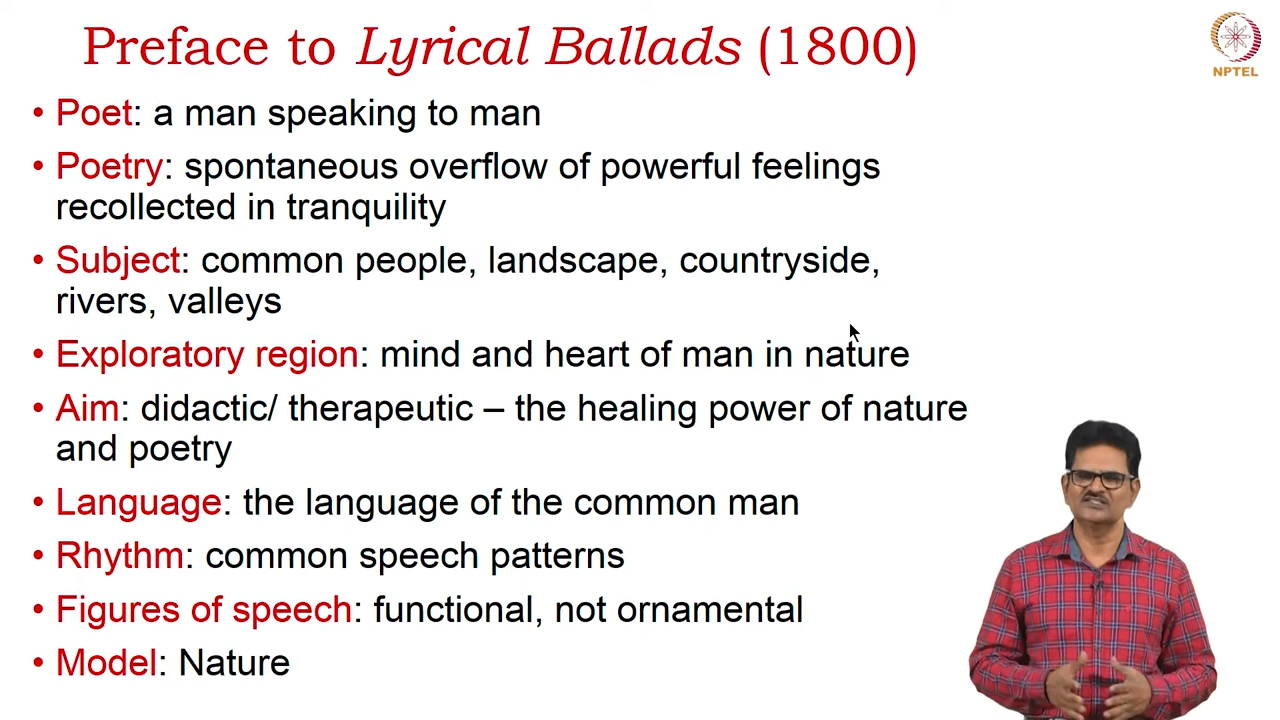 Preface to Lyrical Ballads (1800)
NPTEL
• Poet: a man speaking to man
• Poetry: spontaneous overflow of powerful feelings
recollected in tranquility
• Subject: common people, landscape, countryside,
rivers, valleys
• Exploratory region: mind and heart of man in nature
• Aim: didactic/ therapeutic – the healing power of nature
and poetry
• Language: the language of the common man
• Rhythm: common speech patterns
• Figures of speech: functional, not ornamental
• Model: Nature